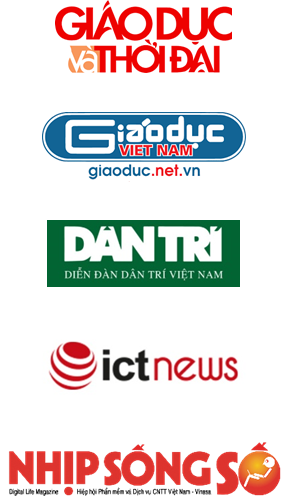 GIÁO DỤC
và THỜI ĐẠI
Giáo dục
VIỆT NAM
giaoduc.net.vn
DÂN TRÍ
DIỄN ĐÀN DÂN TRÍ VIỆT NAM
ictnews
NHỊP SỐNG SỐ
Digital Life Magazine • Hiệp hội Phần mềm và Dịch vụ CNTT Việt Nam - Vinasa